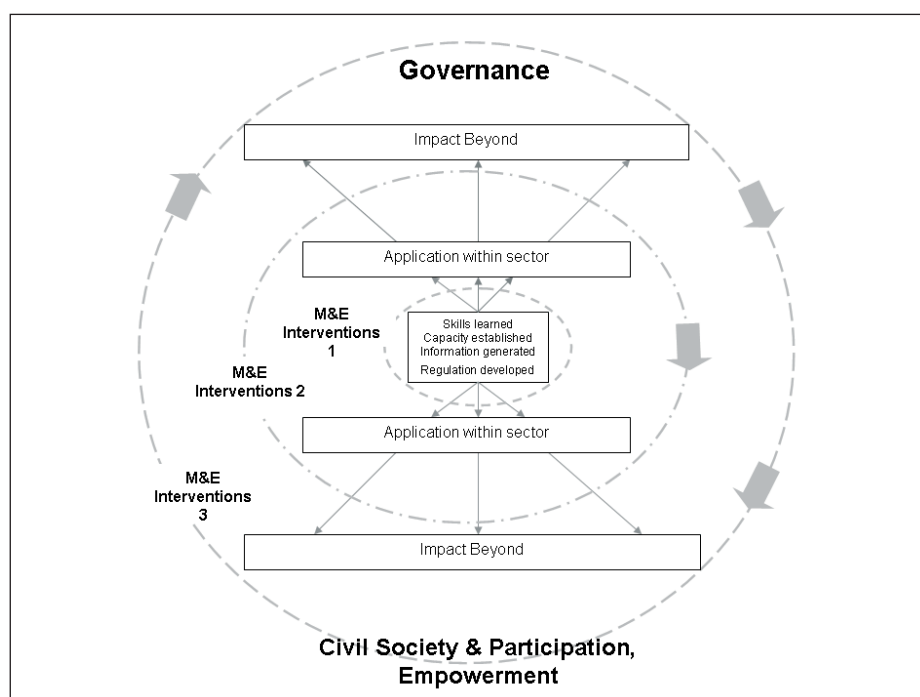 Governance
Impact Beyond
Application within sector
M&E
Interventions
1
Skills learned
Capacity established
Information generated
Regulation developed
M&E
Interventions 2
Application within sector
M&E
Interventions
3
Impact Beyond
Civil Society & Participation,
Empowerment